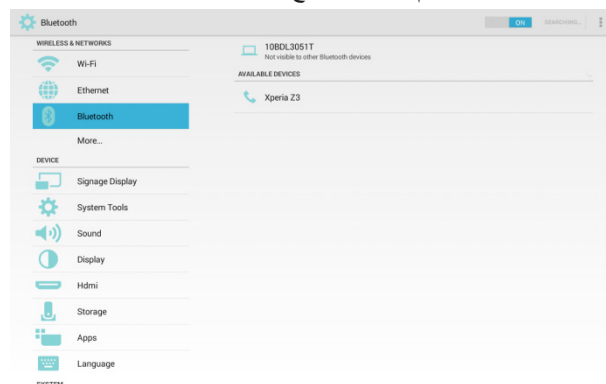 Bluetooth
ON
SEARCHING...
WIRELESS & NETWORKS
Wi-Fi
Ethernet
Bluetooth
More...
DEVICE
Signage Display
System Tools
Sound
Display
Hdmi
Storage
Apps
Language
SYSTEM
10BDL3051T
Not visible to other Bluetooth devices
AVAILABLE DEVICES
Xperia Z3